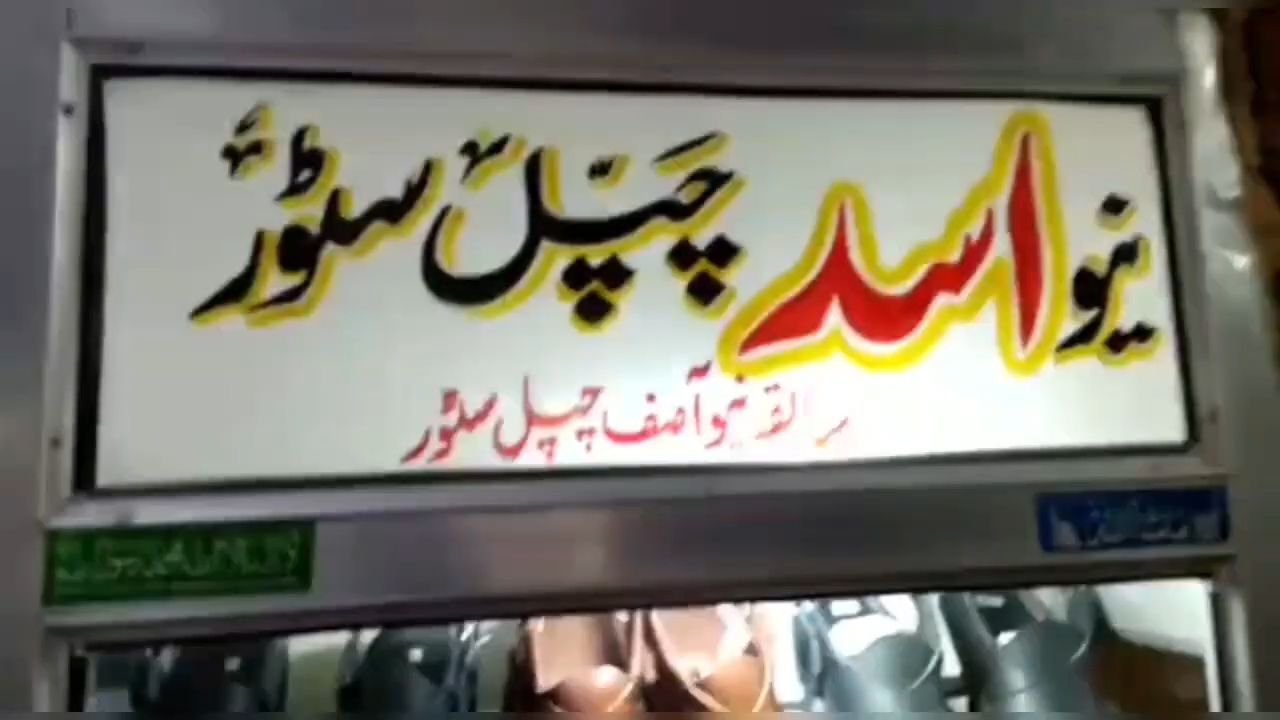 نیو اسد چپل سٹور
نیو آصف چپل سٹور